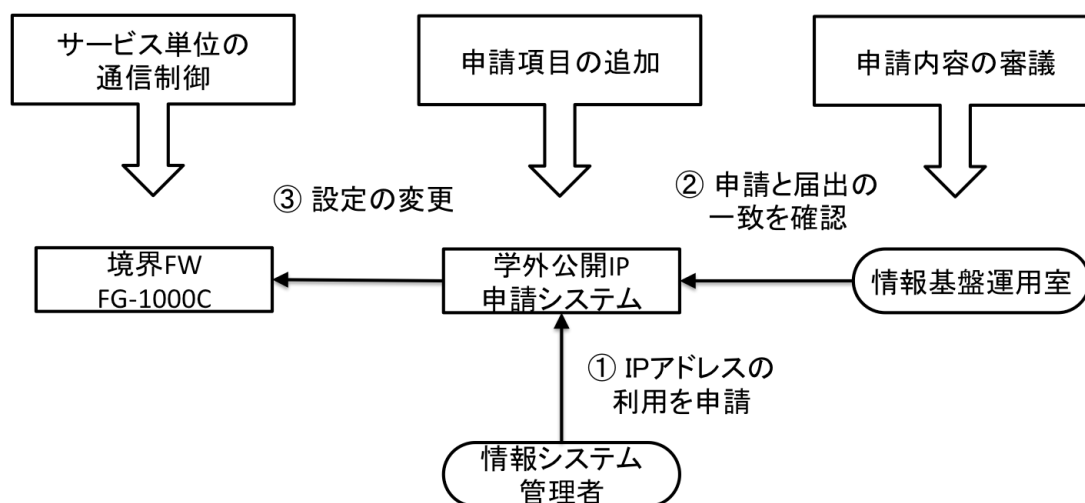 サービス単位の
通信制御
申請項目の追加
申請内容の審議
③ 設定の変更
② 申請と届出の
一致を確認
境界FW
FG-1000C
学外公開IP
申請システム
情報基盤運用室
① IPアドレスの
利用を申請
情報システム
管理者